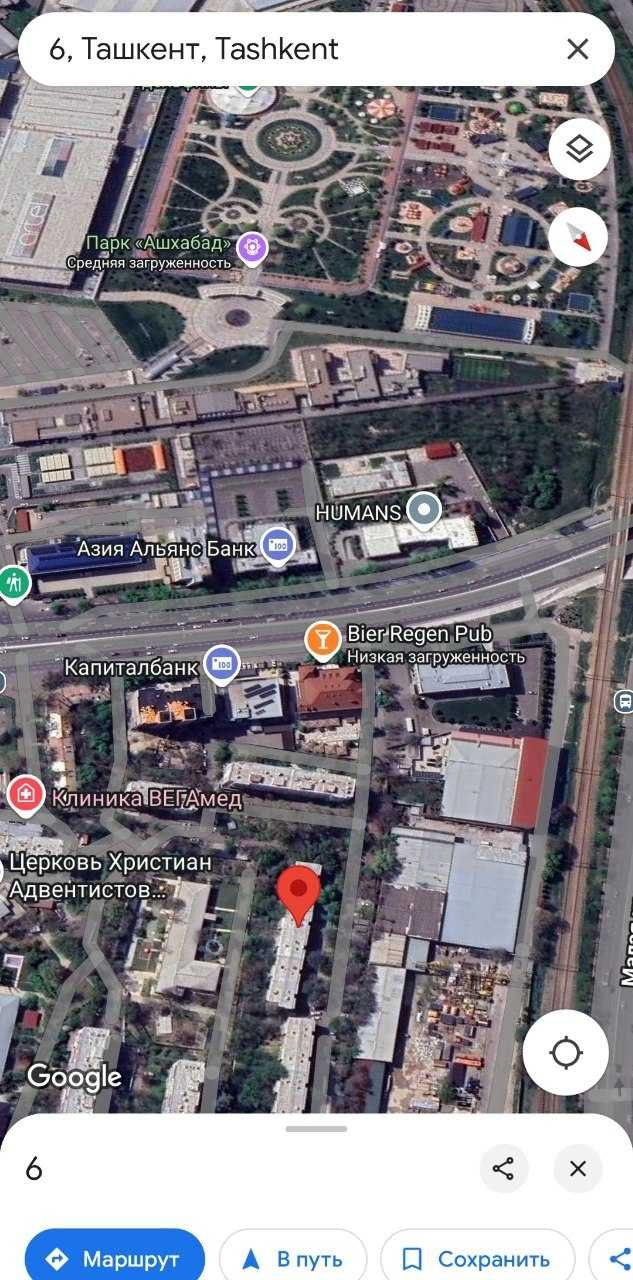 6, Ташкент, Tashkent
Парк «Ашхабад»
Средняя загруженность
HUMANS
Азия Альянс Банк
Bier Regen Pub
Низкая загруженность
Капиталбанк
Клиника ВЕГАмед
Церковь Христиан
Адвентистов...
Google
6
Маршрут
В путь
Сохранить